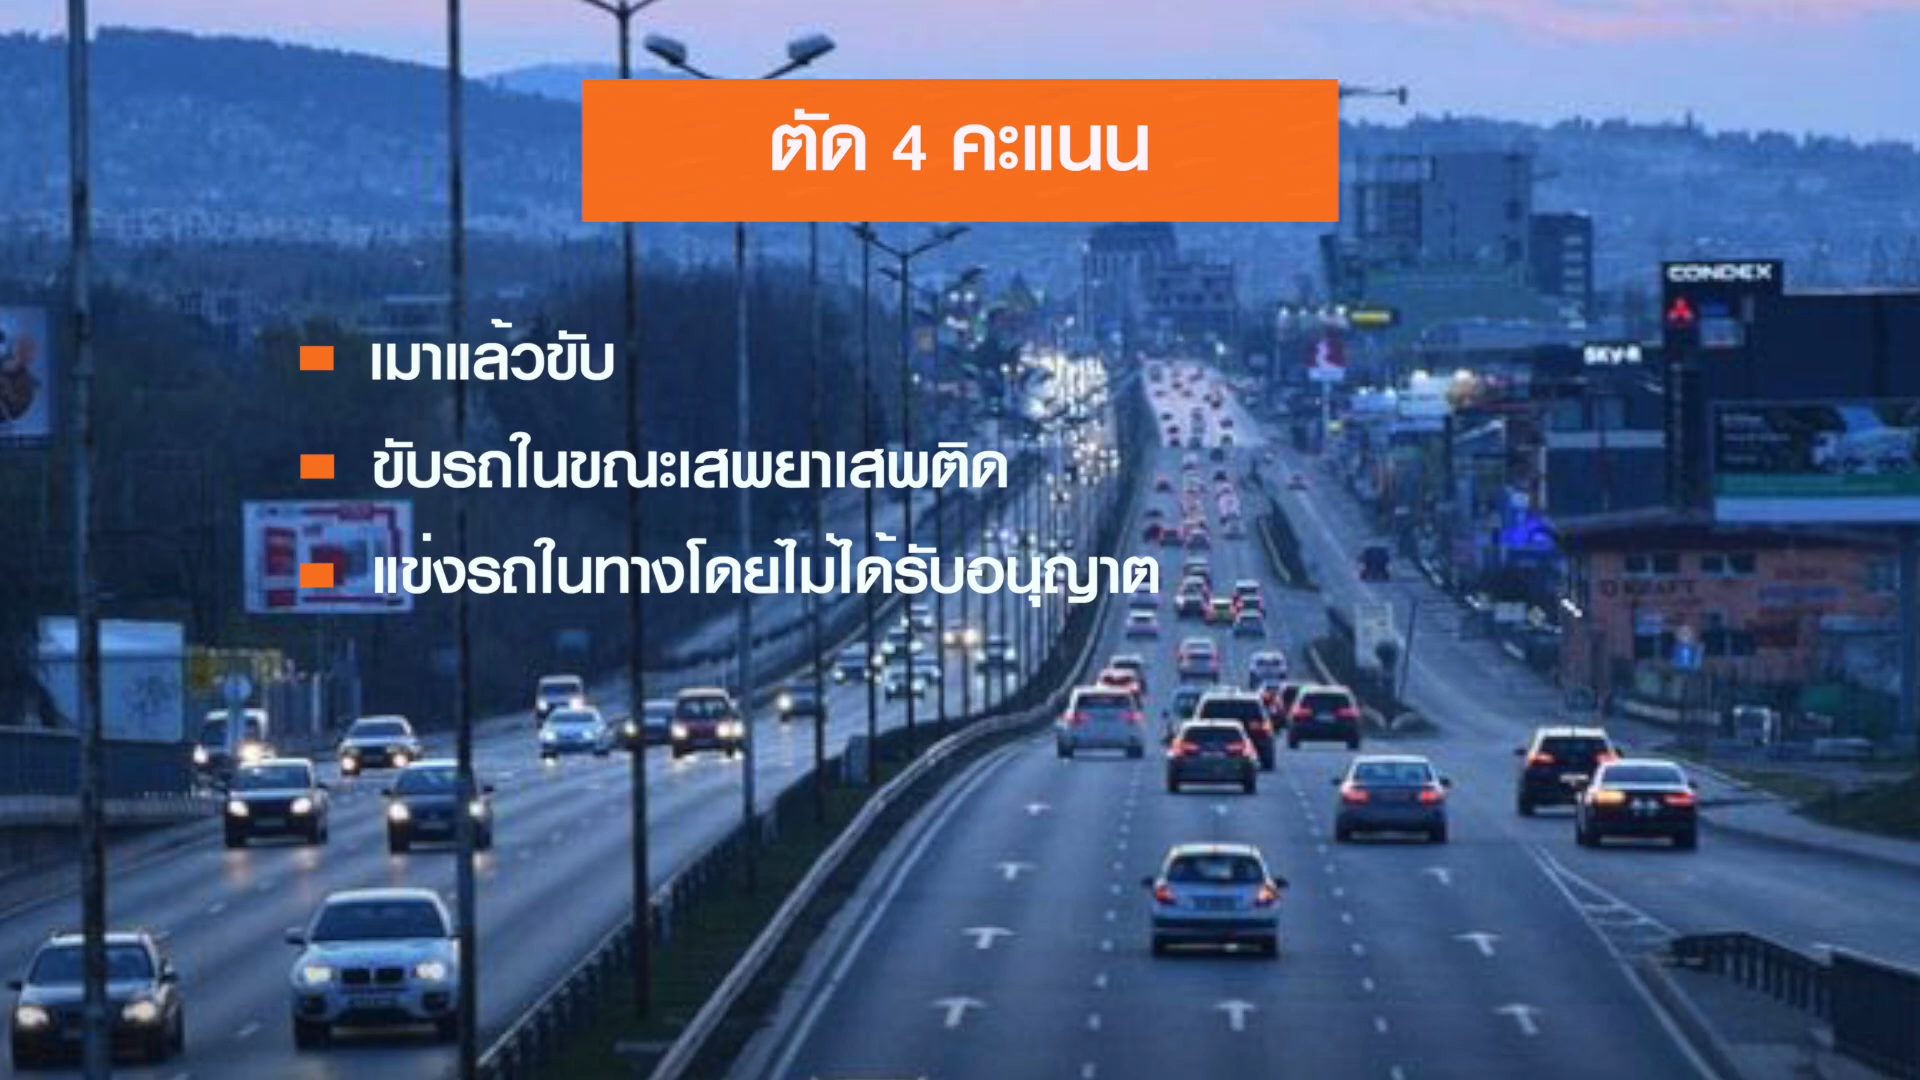 ตัด 4 คะแนน
เมาแล้วขับ
ขับรถในขณะเสพยาเสพติด
แข่งรถในทางโดยไม่ได้รับอนุญาต
CONDEX
SKY-R